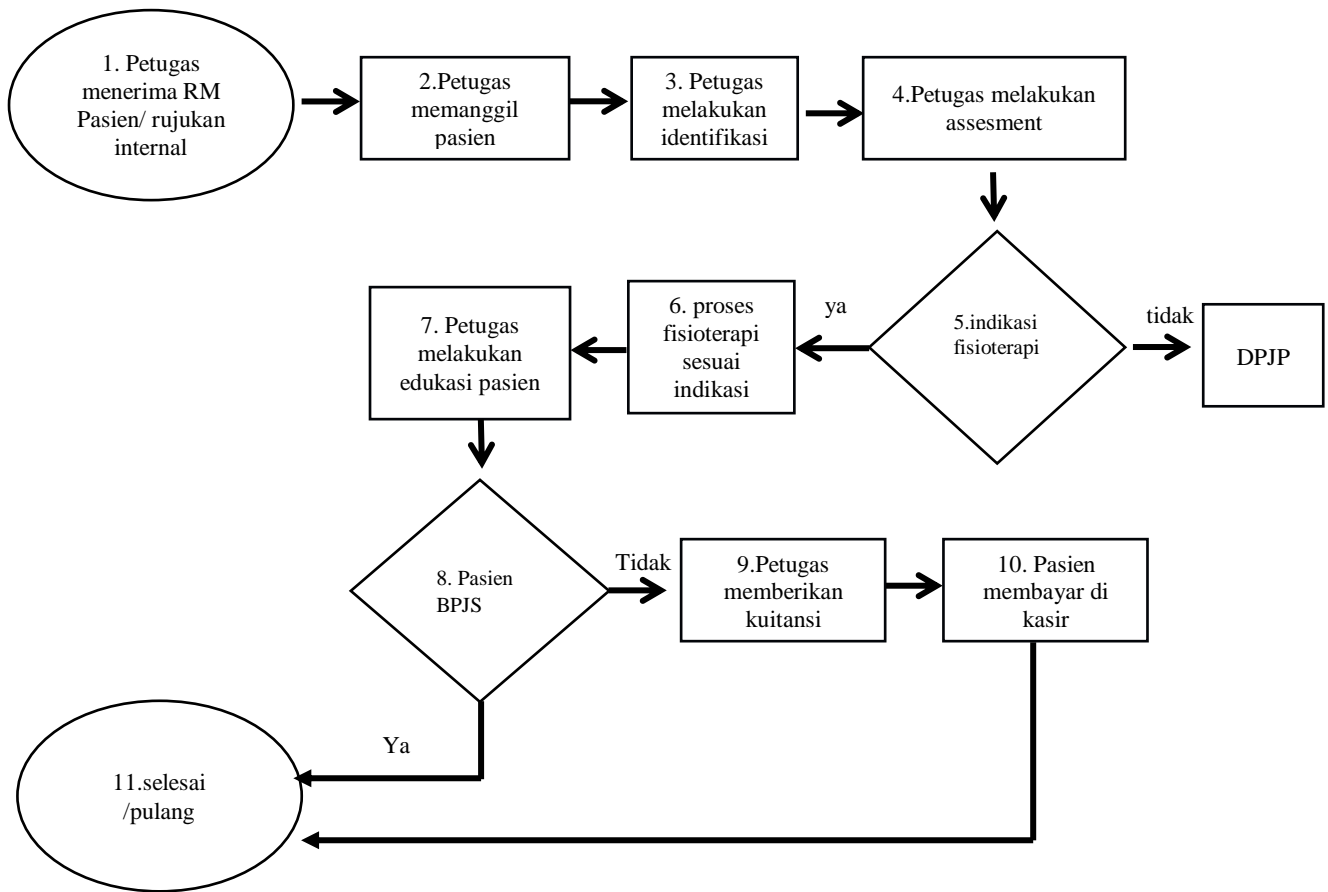 1. Petugas
menerima RM
Pasien/ rujukan
internal
2.Petugas
memanggil
pasien
3. Petugas
melakukan
identifikasi
4.Petugas melakukan
assesment
5.indikasi
fisioterapi
tidak
DPJP
ya
6. proses
fisioterapi
sesuai
indikasi
7. Petugas
melakukan
edukasi pasien
8. Pasien
BPJS
Tidak
9.Petugas
memberikan
kuitansi
10. Pasien
membayar di
kasir
Ya
11.selesai
/pulang